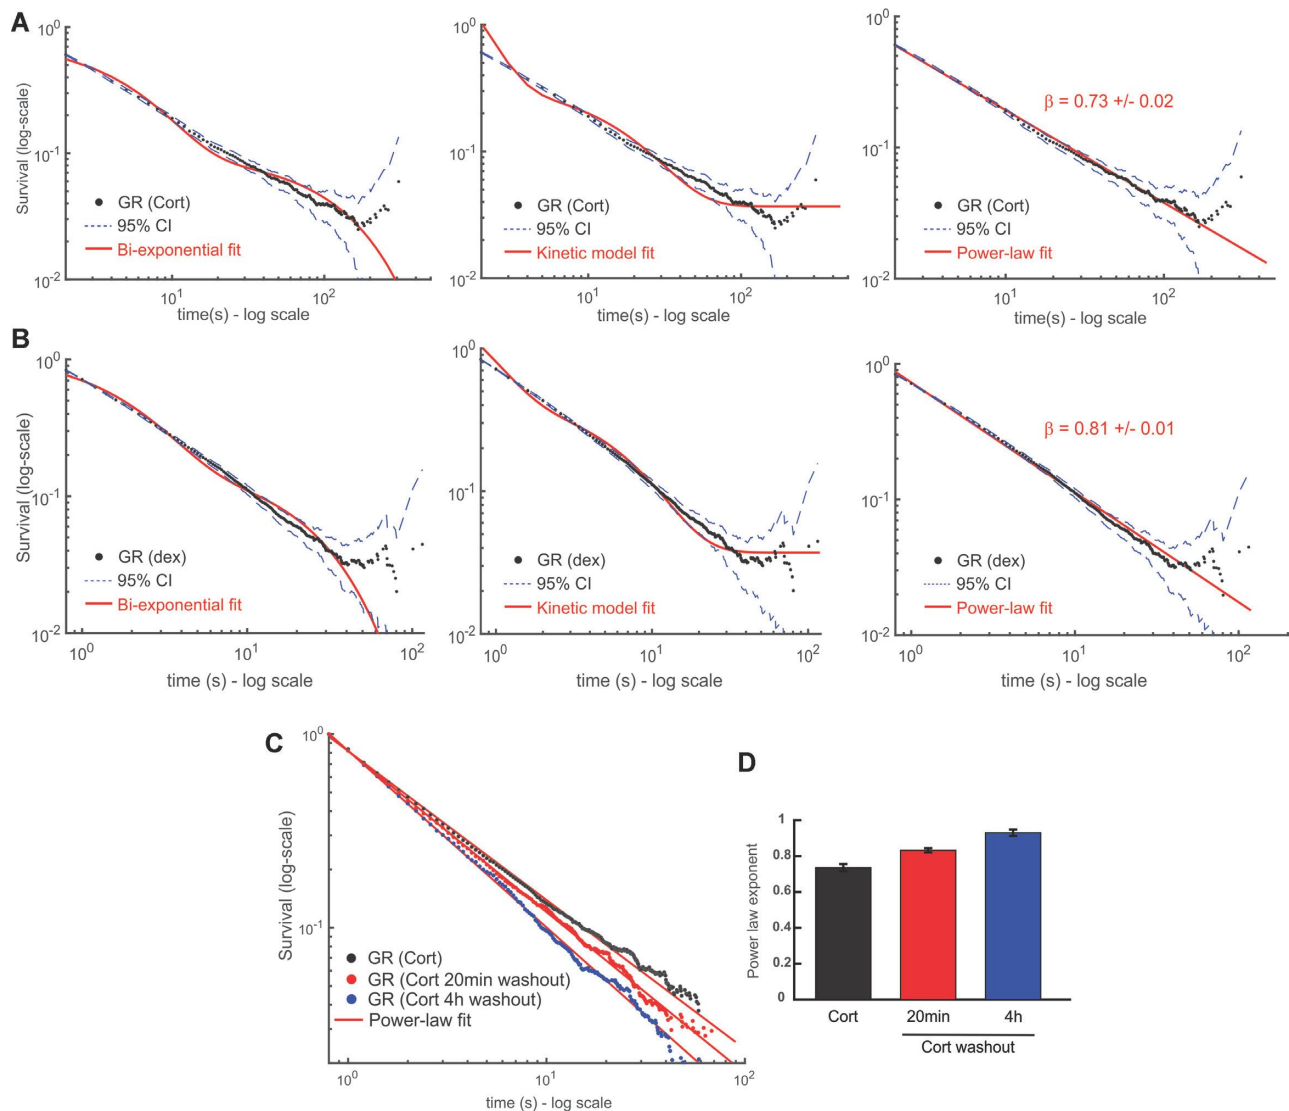 A
10^0
10^-1
10^-2
Survival (log-scale)
GR (Cort)
95% CI
Bi-exponential fit
10^1
10^2
time(s) - log scale
10^0
10^-1
10^-2
GR (Cort)
95% CI
Kinetic model fit
10^1
10^2
time(s) - log scale
10^0
10^-1
10^-2
β = 0.73 +/- 0.02
GR (Cort)
95% CI
Power-law fit
10^1
10^2
time(s) - log scale
B
10^0
10^-1
10^-2
Survival (log-scale)
GR (dex)
95% CI
Bi-exponential fit
10^0
10^1
10^2
time (s) - log scale
10^0
10^-1
10^-2
GR (dex)
95% CI
Kinetic model fit
10^0
10^1
10^2
time (s) - log scale
10^0
10^-1
10^-2
β = 0.81 +/- 0.01
GR (dex)
95% CI
Power-law fit
10^0
10^1
10^2
time (s) - log scale
C
10^0
10^-1
Survival (log-scale)
GR (Cort)
GR (Cort 20min washout)
GR (Cort 4h washout)
Power-law fit
10^0
10^1
10^2
time (s) - log scale
D
Power law exponent
1
0.8
0.6
0.4
0.2
0
Cort
20min
4h
Cort washout